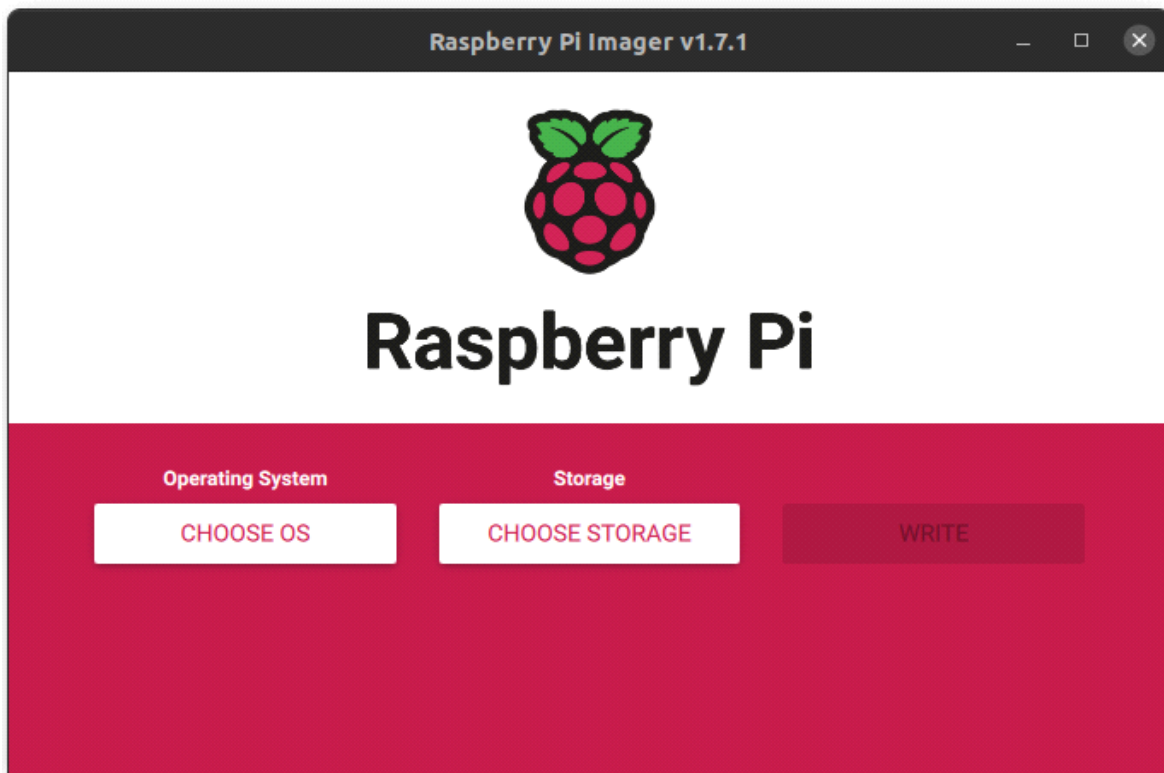 Raspberry Pi Imager v1.7.1
Raspberry Pi
Operating System
Storage
CHOOSE OS
CHOOSE STORAGE
WRITE